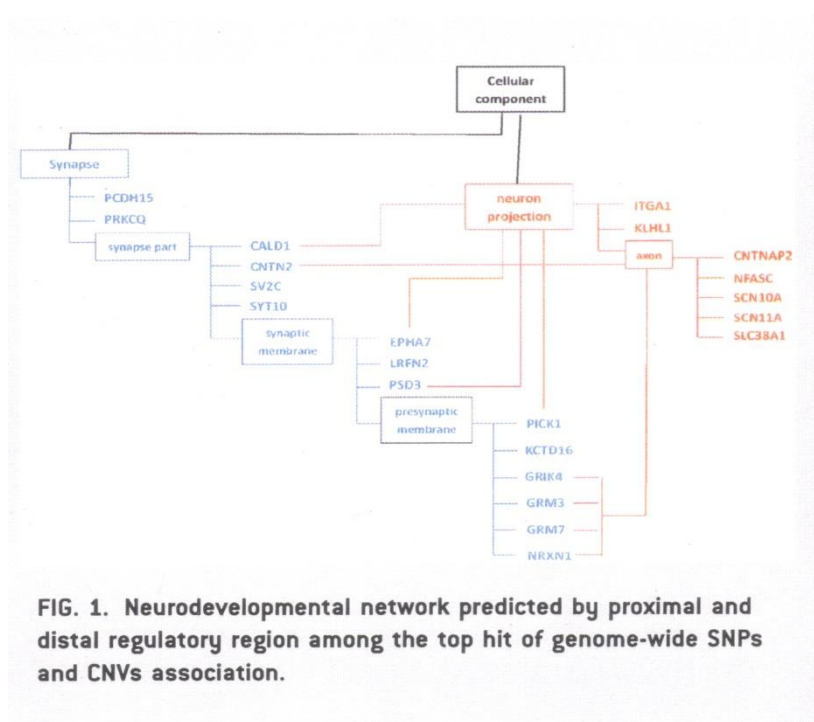 Cellular
component
Synapse
PCDH15
PRKCQ
neuron
projection
ITGA1
KLHL1
synapse part
CALD1
CNTN2
SV2C
SYT10
axon
CNTNAP2
NFASC
SCN10A
SCN11A
SLC38A1
synaptic
membrane
EPHA7
LRFN2
PSD3
presynaptic
membrane
PICK1
KCTD16
GRIK4
GRM3
GRM7
NRXN1
FIG. 1. Neurodevelopmental network predicted by proximal and
distal regulatory region among the top hit of genome-wide SNPs
and CNVs association.